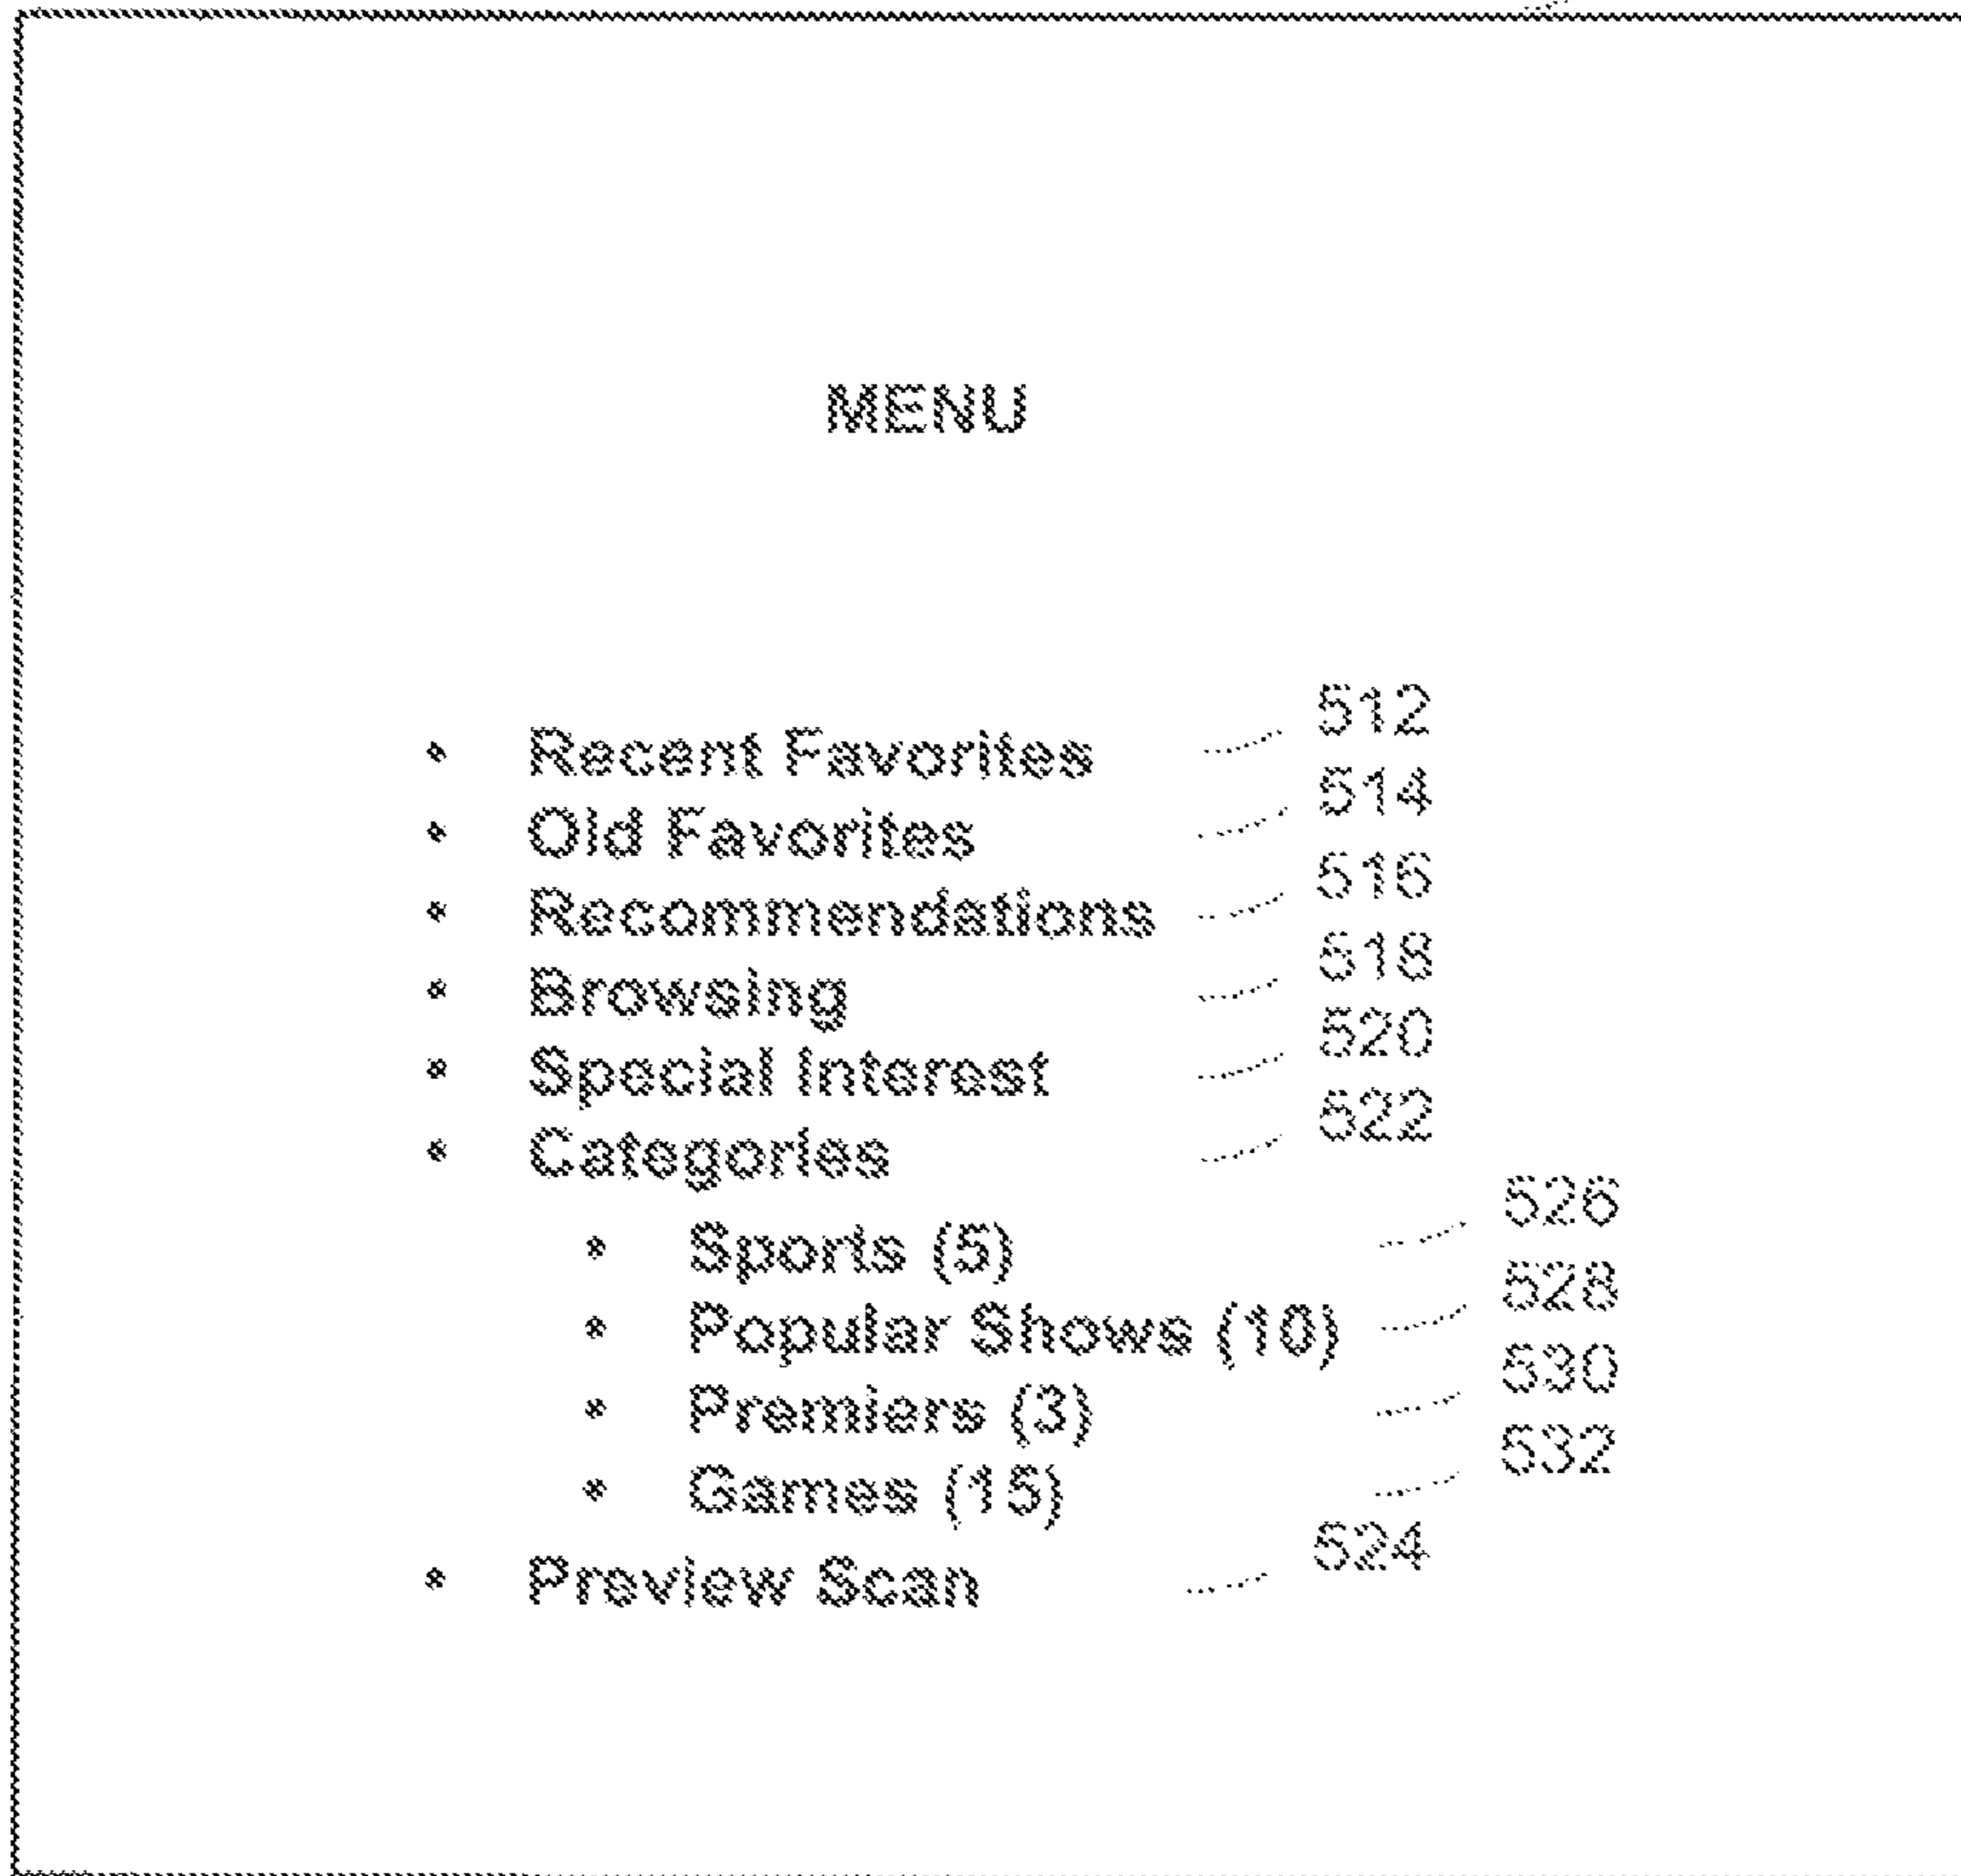 MENU
• Recent Favorites 512
• Old Favorites 514
• Recommendations 516
• Browsing 518
• Special Interest 520
• Categories 522
• Sports (5) 526
• Popular Shows (10) 528
• Premiers (3) 530
• Games (15) 532
• Preview Scan 524